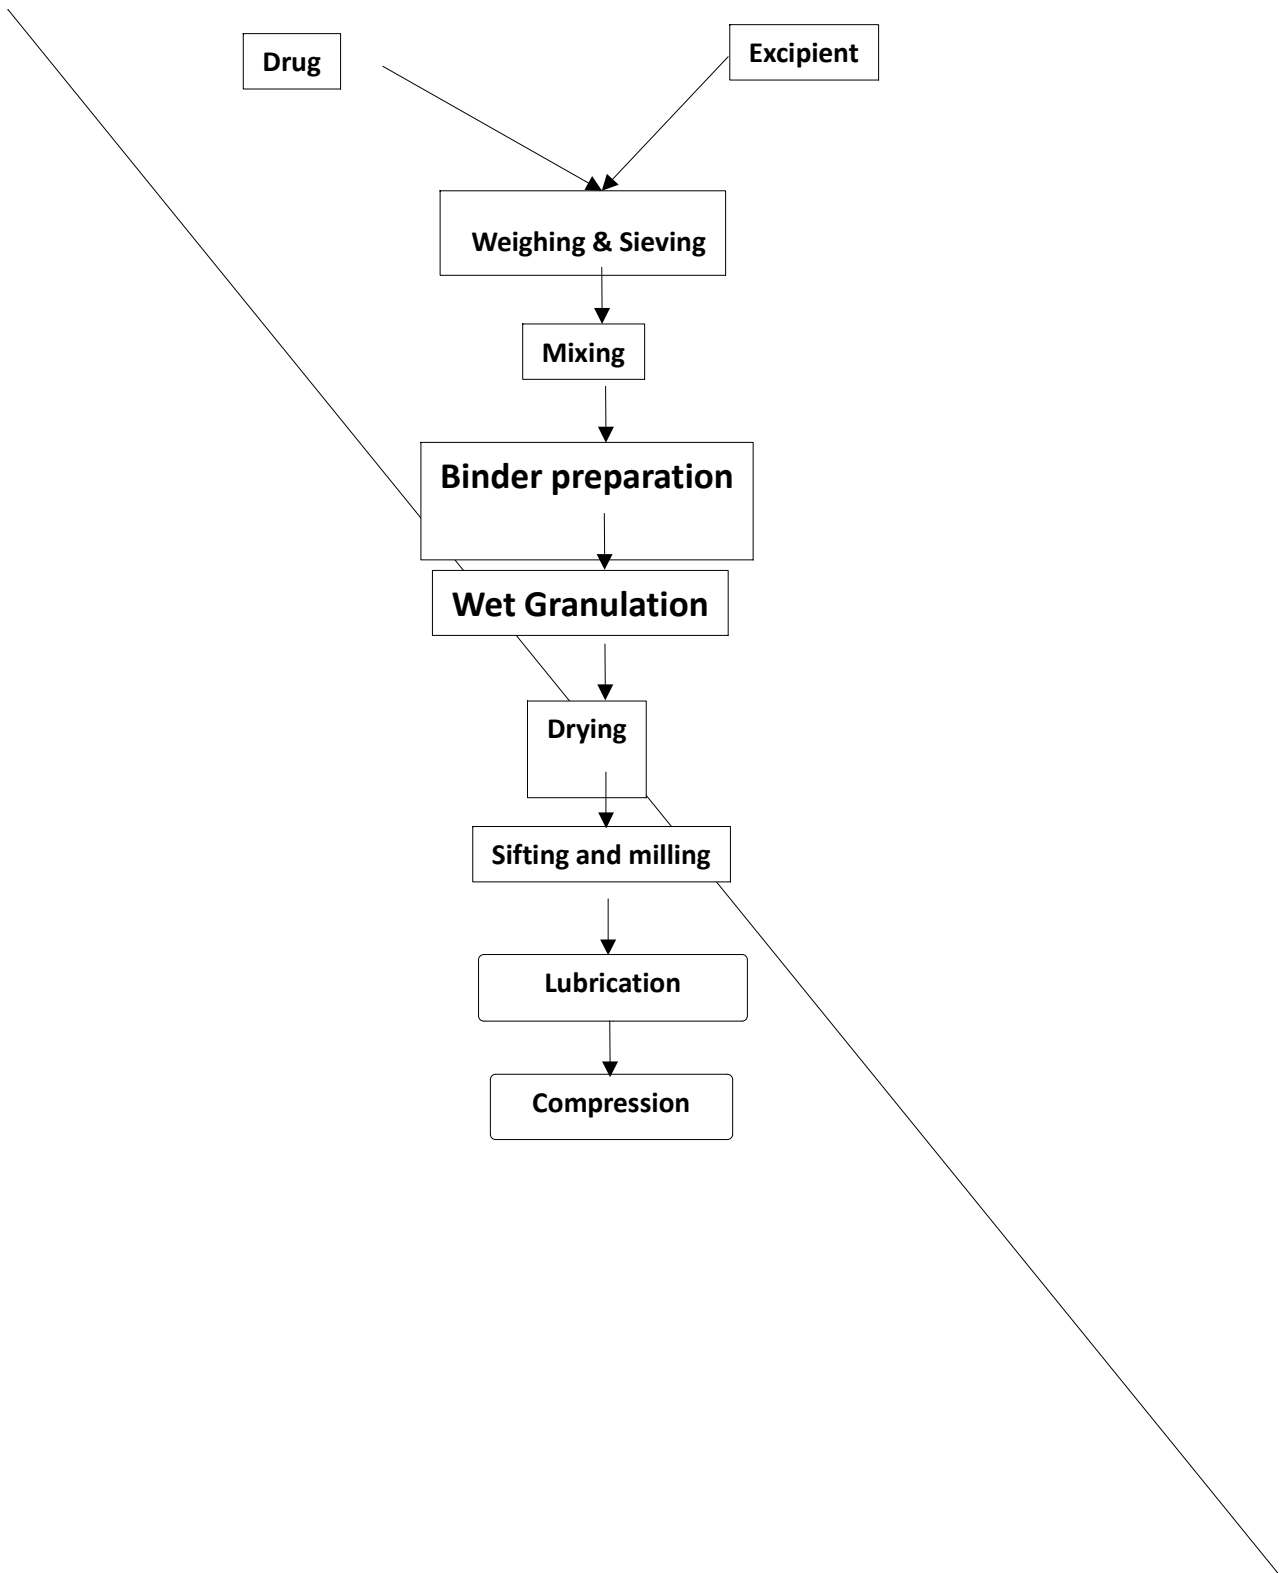 Drug
Excipient
Weighing & Sieving
Mixing
Binder preparation
Wet Granulation
Drying
Sifting and milling
Lubrication
Compression